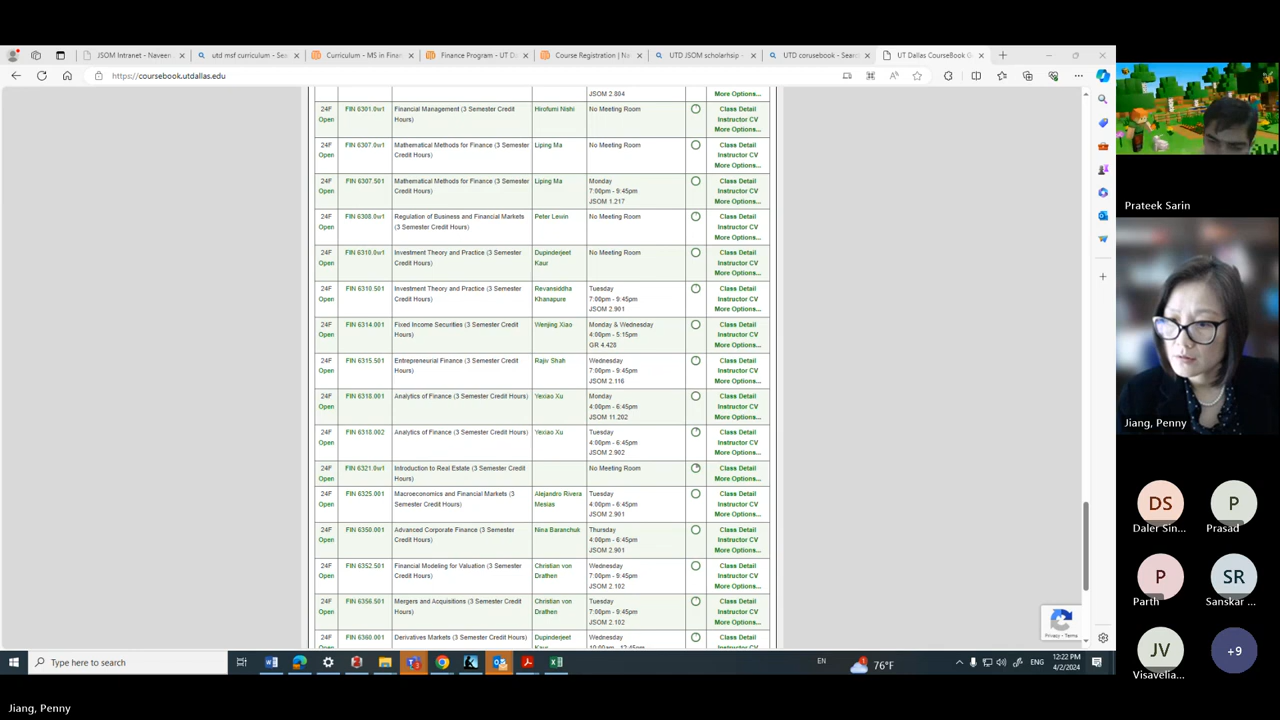 JSOM Intranet - Naveen
utd msf curriculum - Sea
Curriculum - MS in Finan
Finance Program - UT D
Course Registration | Na
UTD JSOM scholarhsip -
UTD corusebook - Search
UT Dallas CourseBook G
https://coursebook.utdallas.edu
JSOM 2.804
More Options...
24F Open FIN 6301.0w1 Financial Management (3 Semester Credit Hours) Hirofumi Nishi No Meeting Room Class Detail
Instructor CV
More Options...
24F Open FIN 6307.0w1 Mathematical Methods for Finance (3 Semester Credit Hours) Liping Ma No Meeting Room Class Detail
Instructor CV
More Options...
24F Open FIN 6307.501 Mathematical Methods for Finance (3 Semester Credit Hours) Liping Ma Monday Class Detail
7:00pm - 9:45pm Instructor CV
JSOM 1.217 More Options...
24F Open FIN 6308.0w1 Regulation of Business and Financial Markets (3 Semester Credit Hours) Peter Lewin No Meeting Room Class Detail
Instructor CV
More Options...
24F Open FIN 6310.0w1 Investment Theory and Practice (3 Semester Credit Hours) Dupinderjeet Kaur No Meeting Room Class Detail
Instructor CV
More Options...
24F Open FIN 6310.501 Investment Theory and Practice (3 Semester Credit Hours) Revansiddha Khanapure Tuesday Class Detail
7:00pm - 9:45pm Instructor CV
JSOM 2.901 More Options...
24F Open FIN 6314.001 Fixed Income Securities (3 Semester Credit Hours) Wenjing Xiao Monday & Wednesday Class Detail
4:00pm - 5:15pm Instructor CV
GR 4.428 More Options...
24F Open FIN 6315.501 Entrepreneurial Finance (3 Semester Credit Hours) Rajiv Shah Wednesday Class Detail
7:00pm - 9:45pm Instructor CV
JSOM 2.116 More Options...
24F Open FIN 6318.001 Analytics of Finance (3 Semester Credit Hours) Yexiao Xu Monday Class Detail
4:00pm - 6:45pm Instructor CV
JSOM 11.202 More Options...
24F Open FIN 6318.002 Analytics of Finance (3 Semester Credit Hours) Yexiao Xu Tuesday Class Detail
4:00pm - 6:45pm Instructor CV
JSOM 2.902 More Options...
24F Open FIN 6321.0w1 Introduction to Real Estate (3 Semester Credit Hours) No Meeting Room Class Detail
More Options...
24F Open FIN 6325.001 Macroeconomics and Financial Markets (3 Semester Credit Hours) Alejandro Rivera Mesias Tuesday Class Detail
4:00pm - 6:45pm Instructor CV
JSOM 2.901 More Options...
24F Open FIN 6350.001 Advanced Corporate Finance (3 Semester Credit Hours) Nina Baranchuk Thursday Class Detail
4:00pm - 6:45pm Instructor CV
JSOM 2.901 More Options...
24F Open FIN 6352.501 Financial Modeling for Valuation (3 Semester Credit Hours) Christian von Drathen Wednesday Class Detail
7:00pm - 9:45pm Instructor CV
JSOM 2.102 More Options...
24F Open FIN 6356.501 Mergers and Acquisitions (3 Semester Credit Hours) Christian von Drathen Tuesday Class Detail
7:00pm - 9:45pm Instructor CV
JSOM 2.102 More Options...
24F FIN 6360.001 Derivatives Markets (3 Semester Credit Hours) Dupinderjeet Wednesday Class Detail
Privacy - Terms
Type here to search
EN
76°F
ENG
12:22 PM
4/2/2024
Prateek Sarin
Jiang, Penny
DS
Daler Sin...
P
Prasad
P
Parth
SR
Sanskar ...
JV
Visavelia...
+9
Jiang, Penny